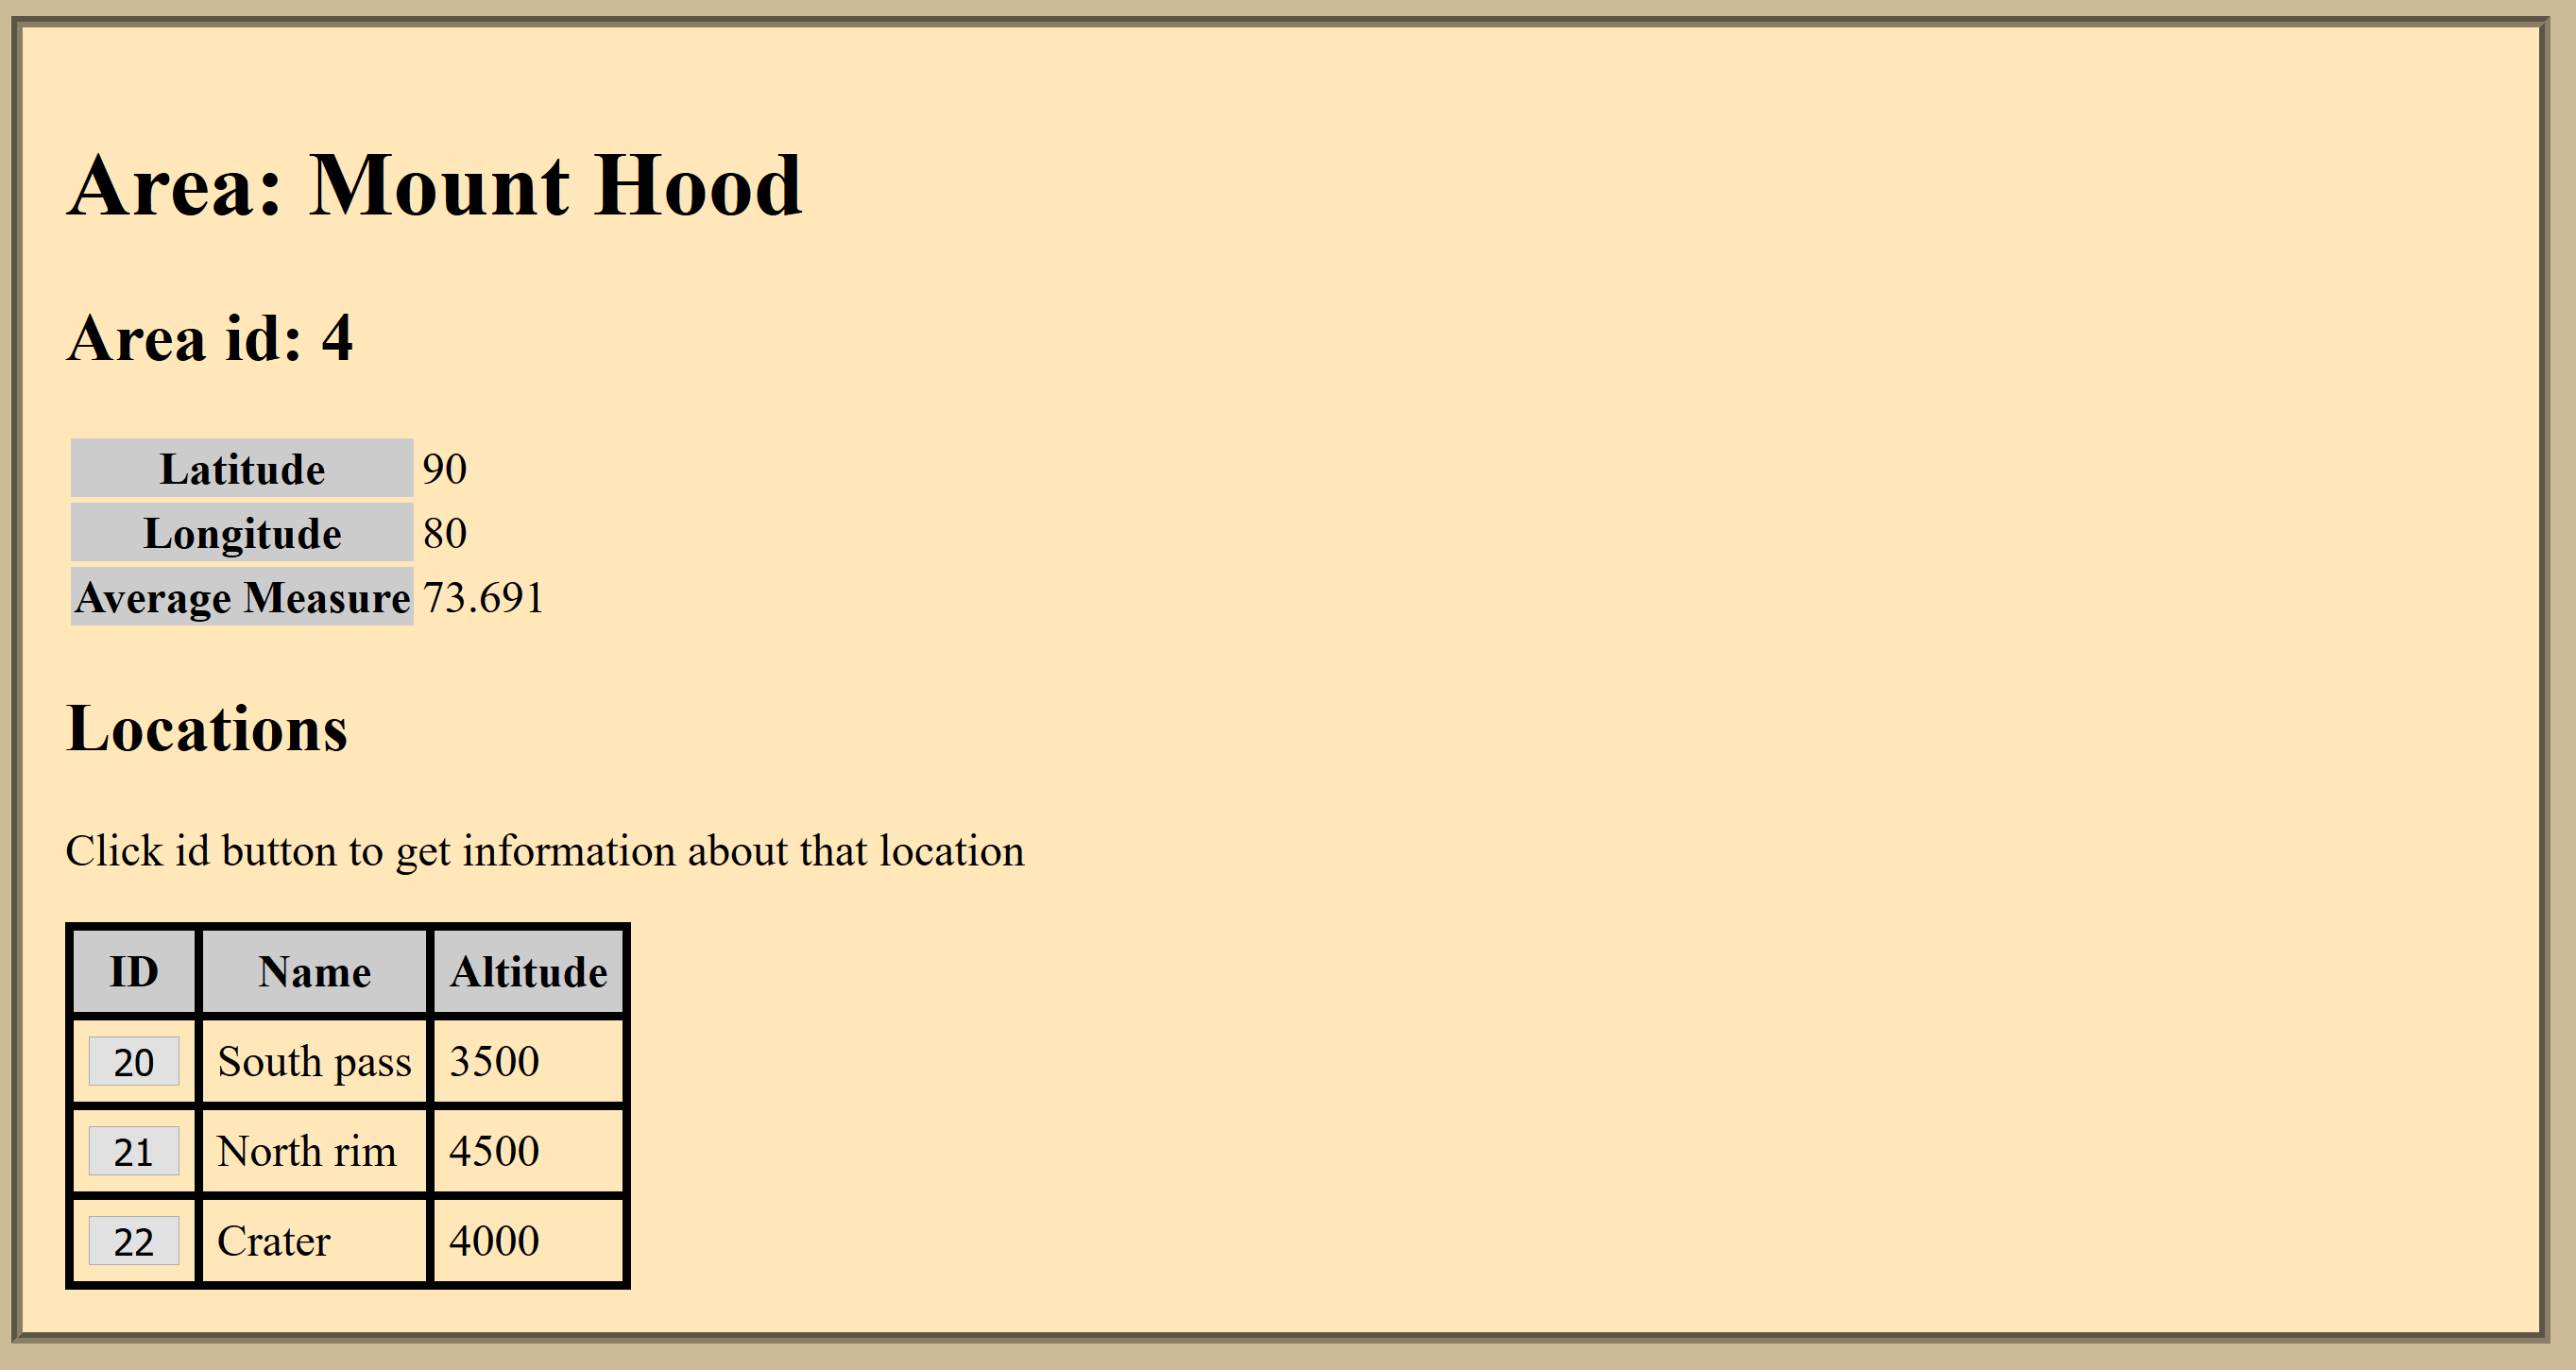 Area: Mount Hood
Area id: 4
Latitude 90
Longitude 80
Average Measure 73.691
Locations
Click id button to get information about that location
ID Name Altitude
20 South pass 3500
21 North rim 4500
22 Crater 4000